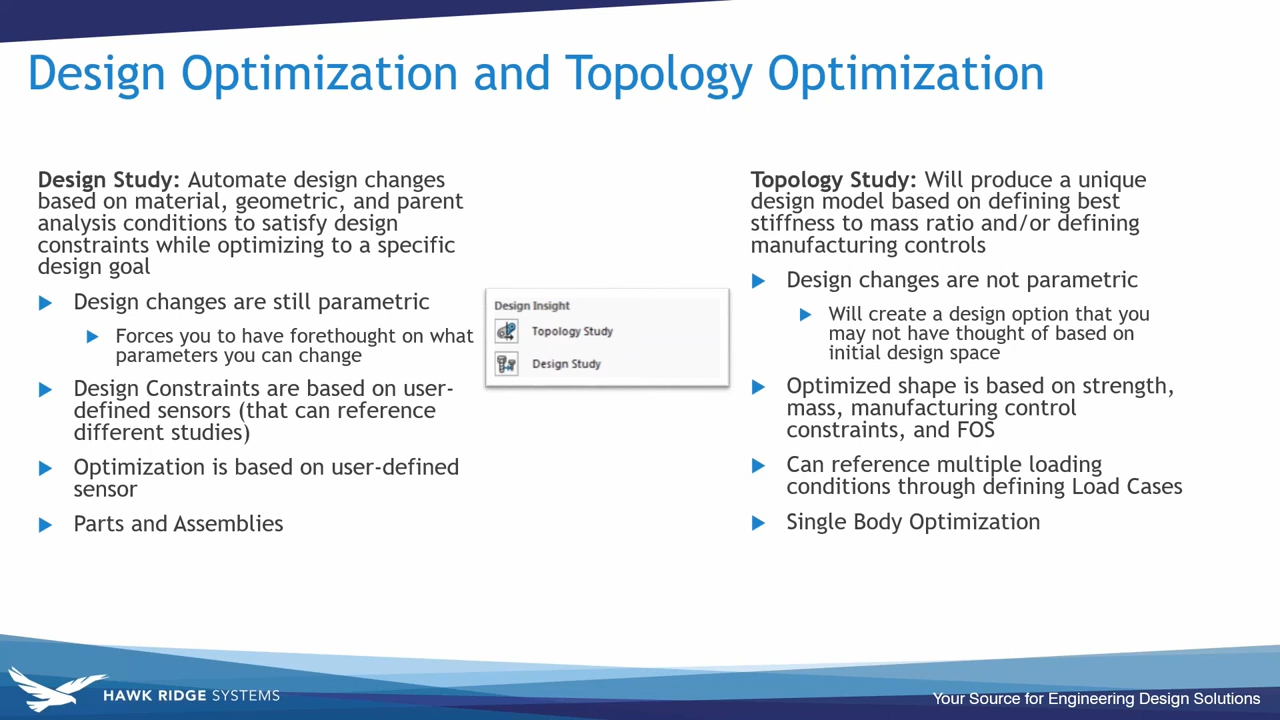 Design Optimization and Topology Optimization
Design Study: Automate design changes
based on material, geometric, and parent
analysis conditions to satisfy design
constraints while optimizing to a specific
design goal
Design changes are still parametric
Forces you to have forethought on what
parameters you can change
Design Constraints are based on user-
defined sensors (that can reference
different studies)
Optimization is based on user-defined
sensor
Parts and Assemblies
Design Insight
Topology Study
Design Study
Topology Study: Will produce a unique
design model based on defining best
stiffness to mass ratio and/or defining
manufacturing controls
Design changes are not parametric
Will create a design option that you
may not have thought of based on
initial design space
Optimized shape is based on strength,
mass, manufacturing control
constraints, and FOS
Can reference multiple loading
conditions through defining Load Cases
Single Body Optimization
HAWK RIDGE SYSTEMS
Your Source for Engineering Design Solutions